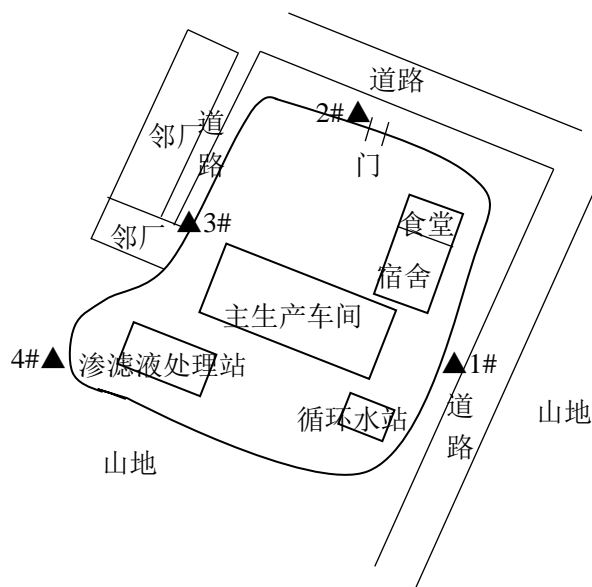 道路
2#
邻厂
道路
门
3#
邻厂
食堂
宿舍
主生产车间
4#
渗滤液处理站
1#
循环水站
道路
山地
山地